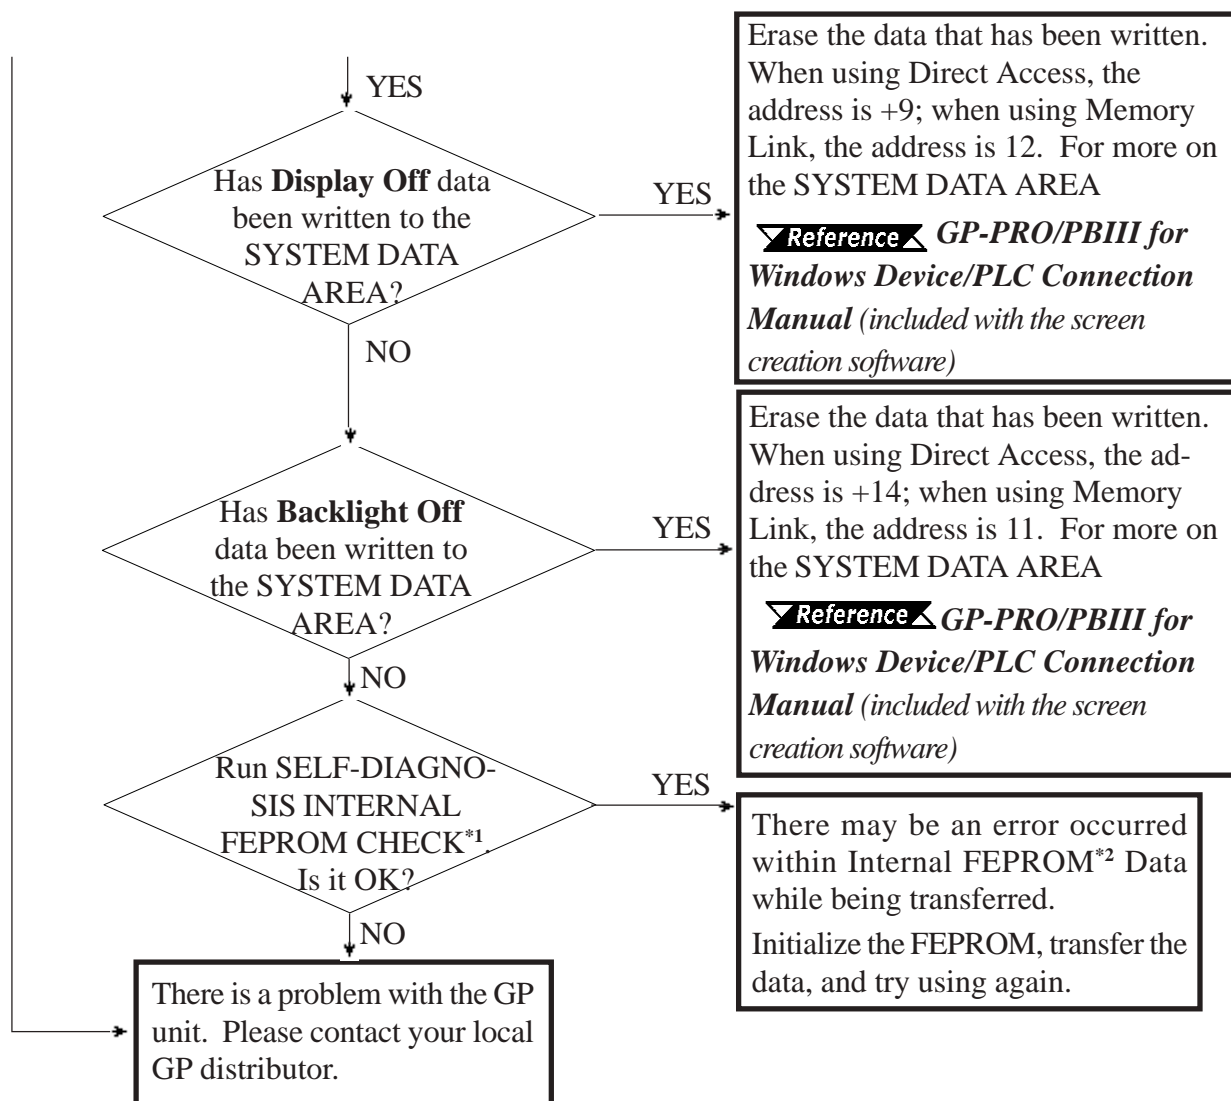 YES
Has Display Off data
been written to the
SYSTEM DATA
AREA?
YES
Erase the data that has been written.
When using Direct Access, the
address is +9; when using Memory
Link, the address is 12. For more on
the SYSTEM DATA AREA
Reference GP-PRO/PBIII for
Windows Device/PLC Connection
Manual (included with the screen
creation software)
NO
Has Backlight Off
data been written to
the SYSTEM DATA
AREA?
YES
Erase the data that has been written.
When using Direct Access, the ad-
dress is +14; when using Memory
Link, the address is 11. For more on
the SYSTEM DATA AREA
Reference GP-PRO/PBIII for
Windows Device/PLC Connection
Manual (included with the screen
creation software)
NO
Run SELF-DIAGNO-
SIS INTERNAL
FEPROM CHECK*1.
Is it OK?
YES
There may be an error occurred
within Internal FEPROM*2 Data
while being transferred.
Initialize the FEPROM, transfer the
data, and try using again.
NO
There is a problem with the GP
unit. Please contact your local
GP distributor.